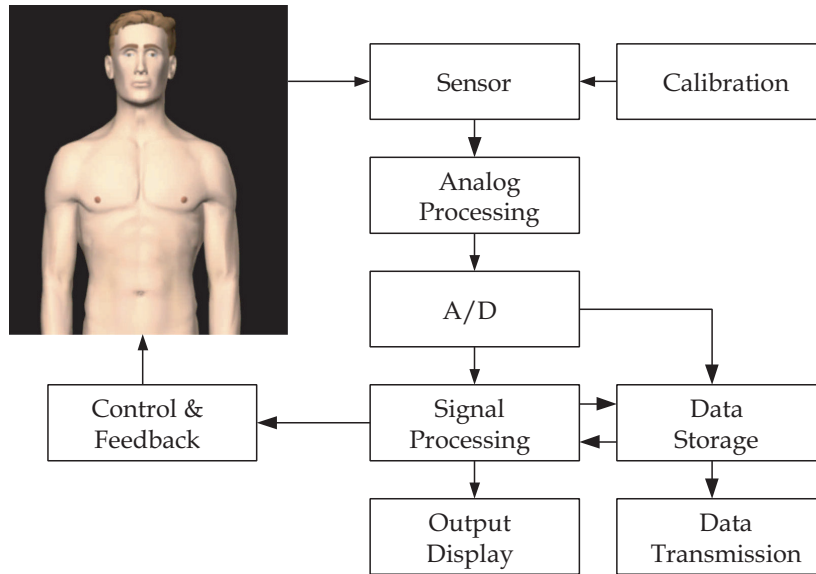 Sensor
Calibration
Analog
Processing
A/D
Control &
Feedback
Signal
Processing
Data
Storage
Output
Display
Data
Transmission